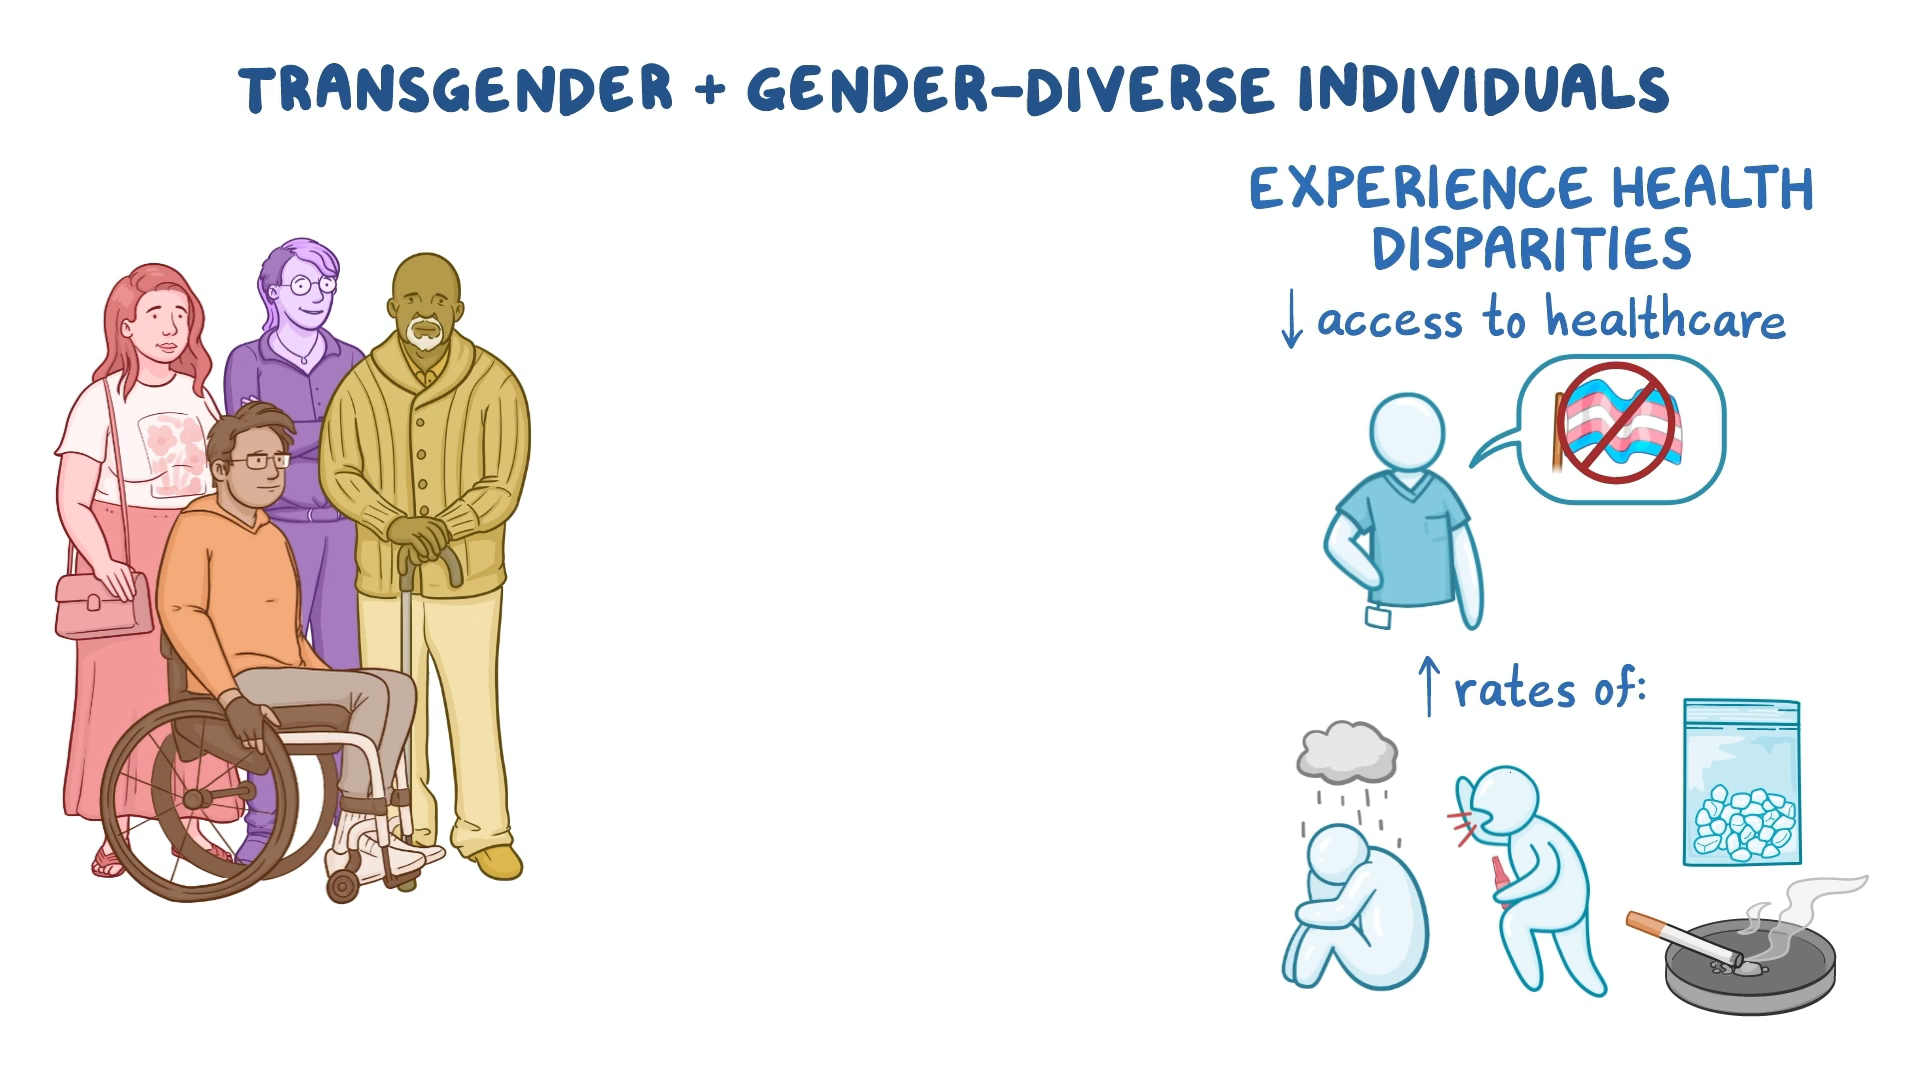 TRANSGENDER + GENDER-DIVERSE INDIVIDUALS
EXPERIENCE HEALTH
DISPARITIES
↓ access to healthcare
↑ rates of: